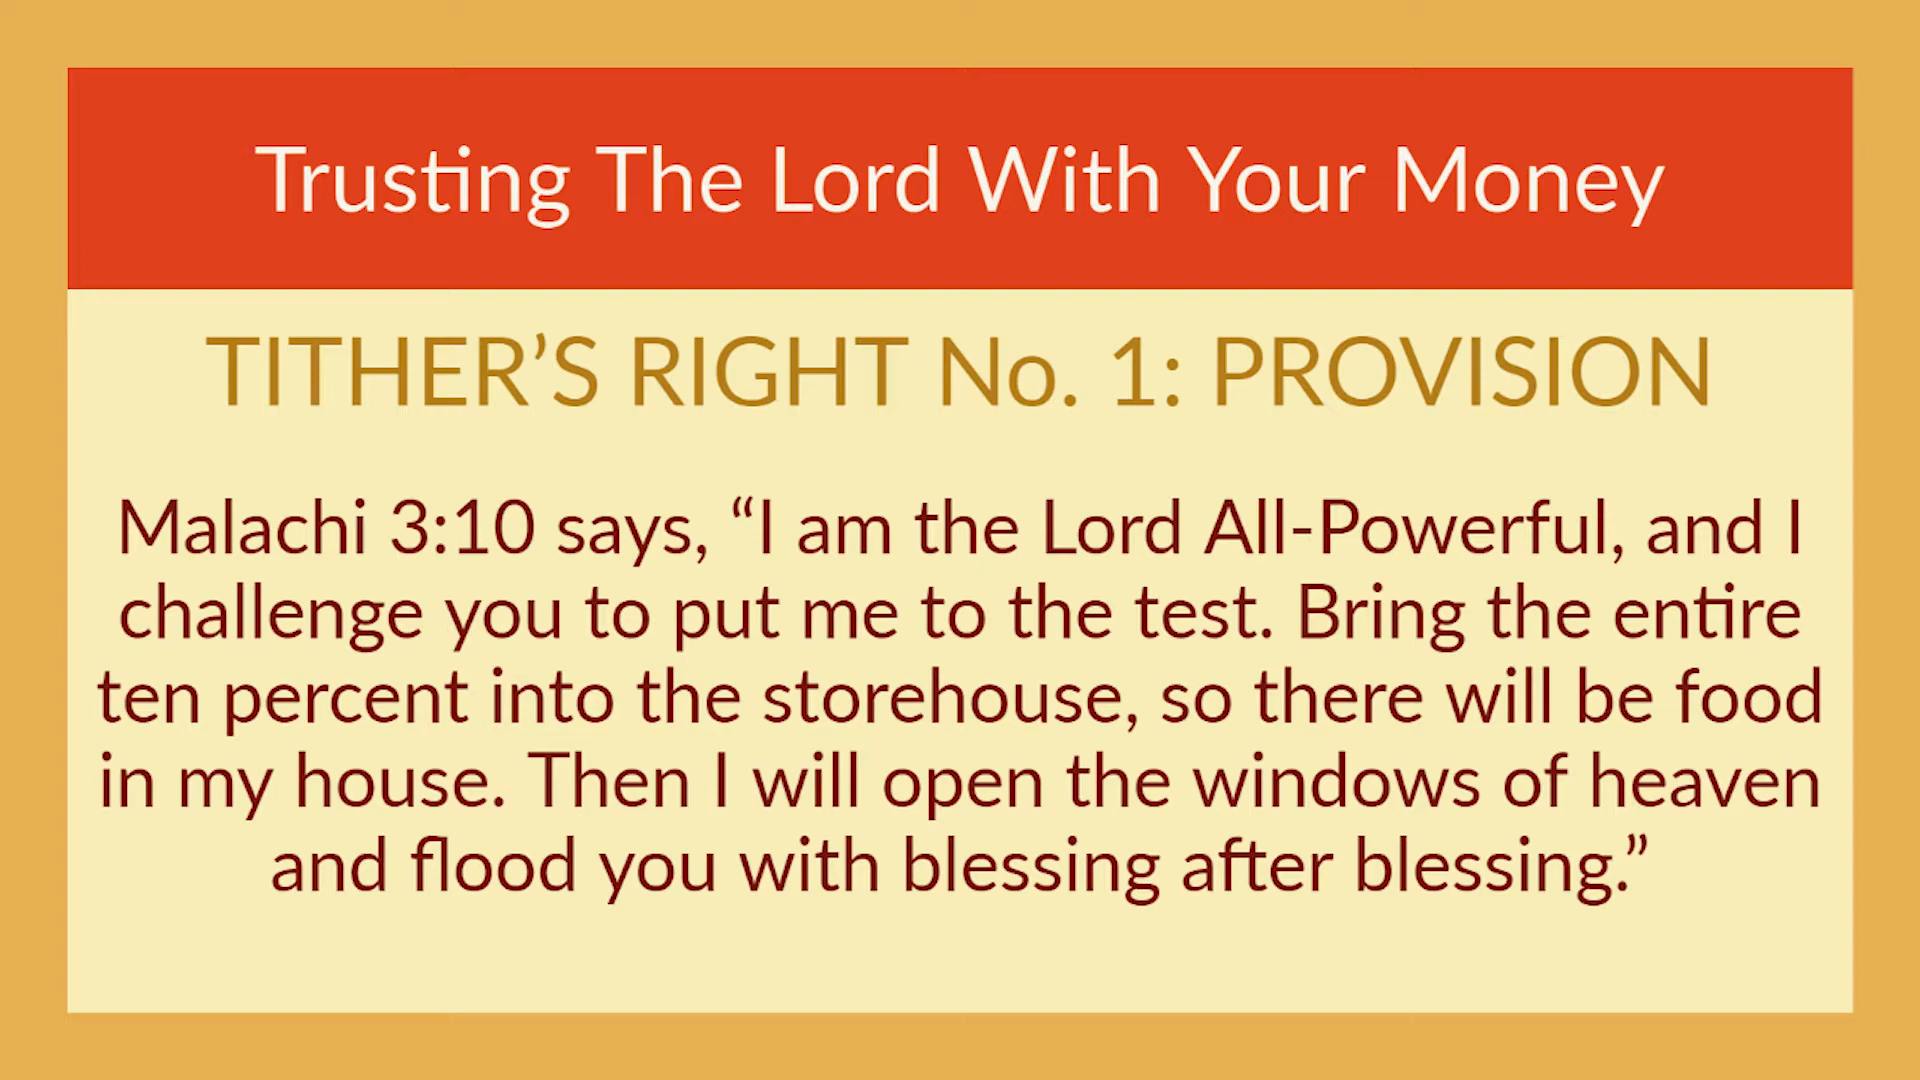 Trusting The Lord With Your Money
TITHER’S RIGHT No. 1: PROVISION
Malachi 3:10 says, “I am the Lord All-Powerful, and I
challenge you to put me to the test. Bring the entire
ten percent into the storehouse, so there will be food
in my house. Then I will open the windows of heaven
and flood you with blessing after blessing.”